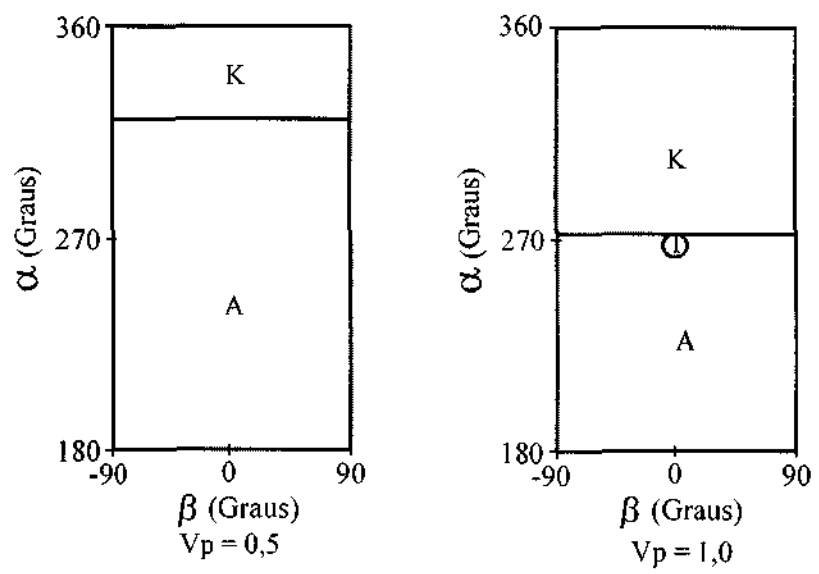 360
K
α (Graus)
270
A
180
-90 0 90
β (Graus)
Vp = 0,5
360
K
α (Graus)
270
I
A
180
-90 0 90
β (Graus)
Vp = 1,0